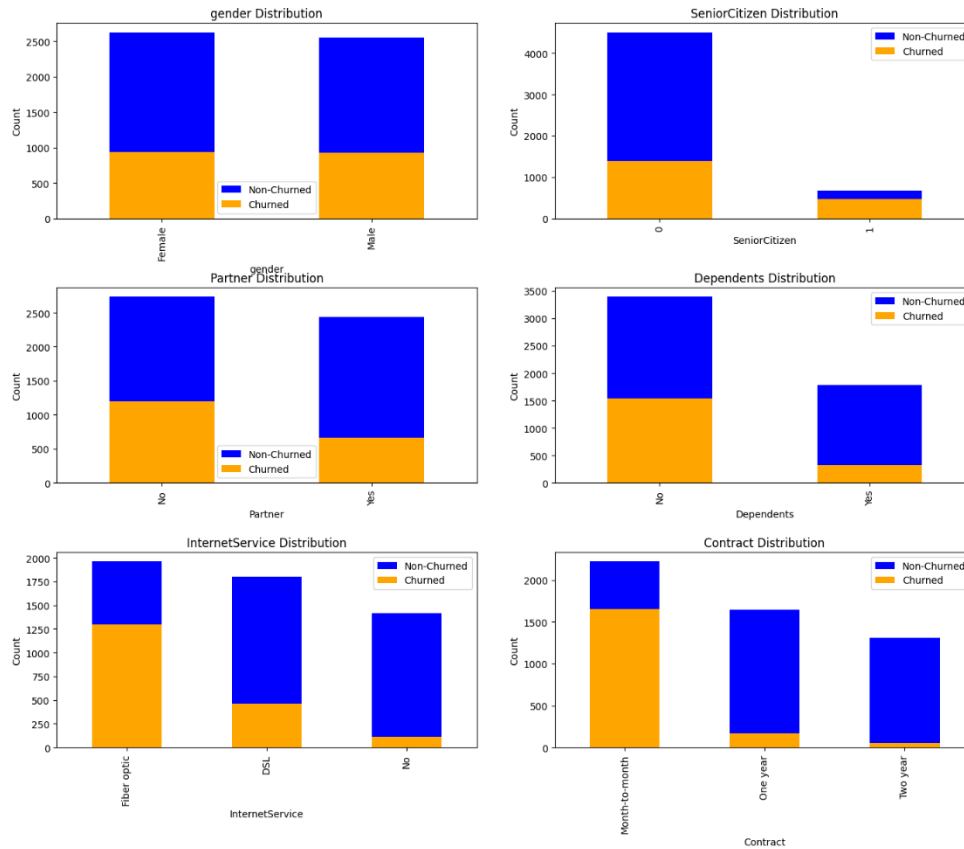 gender Distribution
2500
2000
1500
1000
500
0
Count
Non-Churned
Churned
Female
Male
gender
SeniorCitizen Distribution
4000
3000
2000
1000
0
Count
Non-Churned
Churned
0
1
SeniorCitizen
Partner Distribution
2500
2000
1500
1000
500
0
Count
Non-Churned
Churned
No
Yes
Partner
Dependents Distribution
3500
3000
2500
2000
1500
1000
500
0
Count
Non-Churned
Churned
No
Yes
Dependents
InternetService Distribution
2000
1750
1500
1250
1000
750
500
250
0
Count
Non-Churned
Churned
Fiber optic
DSL
No
InternetService
Contract Distribution
2000
1500
1000
500
0
Count
Non-Churned
Churned
Month-to-month
One year
Two year
Contract